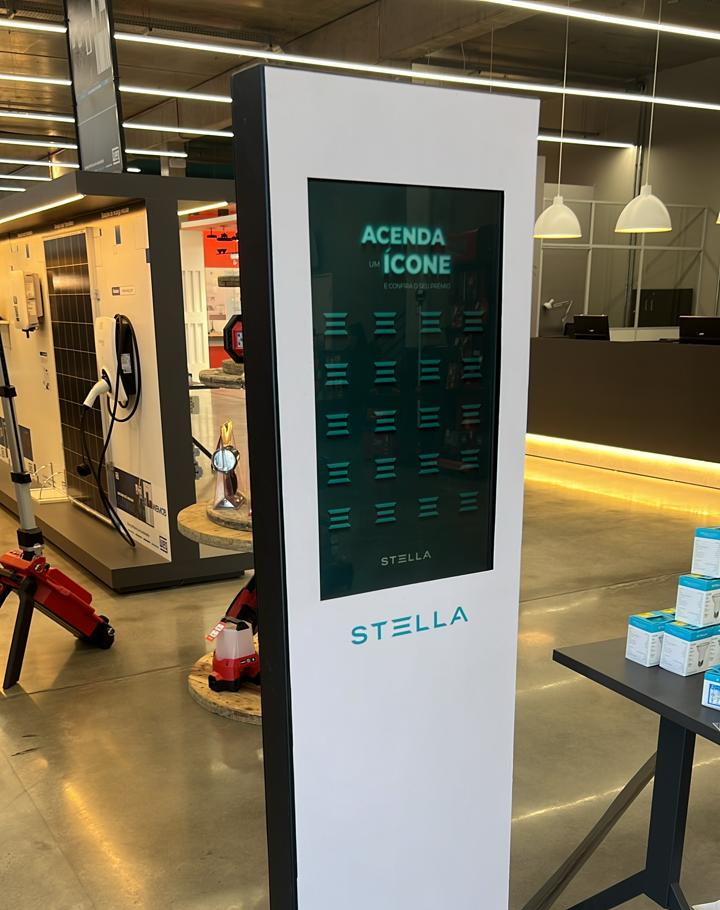 ACENDA
UM ÍCONE
E CONFIRA O SEU PRÊMIO
STELLA
STELLA